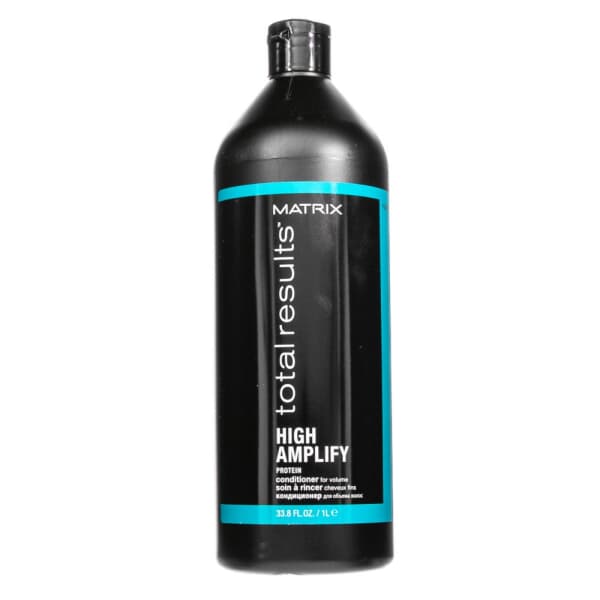 MATRIX
total results™
HIGH
AMPLIFY
PROTEIN
conditioner for volume
soin à rincer cheveux fins
кондиционер для объема волос
33.8 FL.OZ. / 1L℮